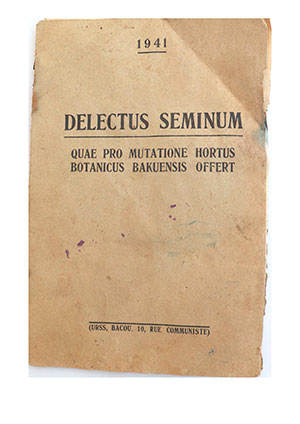 1941
DELECTUS SEMINUM
QUAE PRO MUTATIONE HORTUS
BOTANICUS BAKUENSIS OFFERT
(URSS, BACOU, 10, RUE COMMUNISTE)